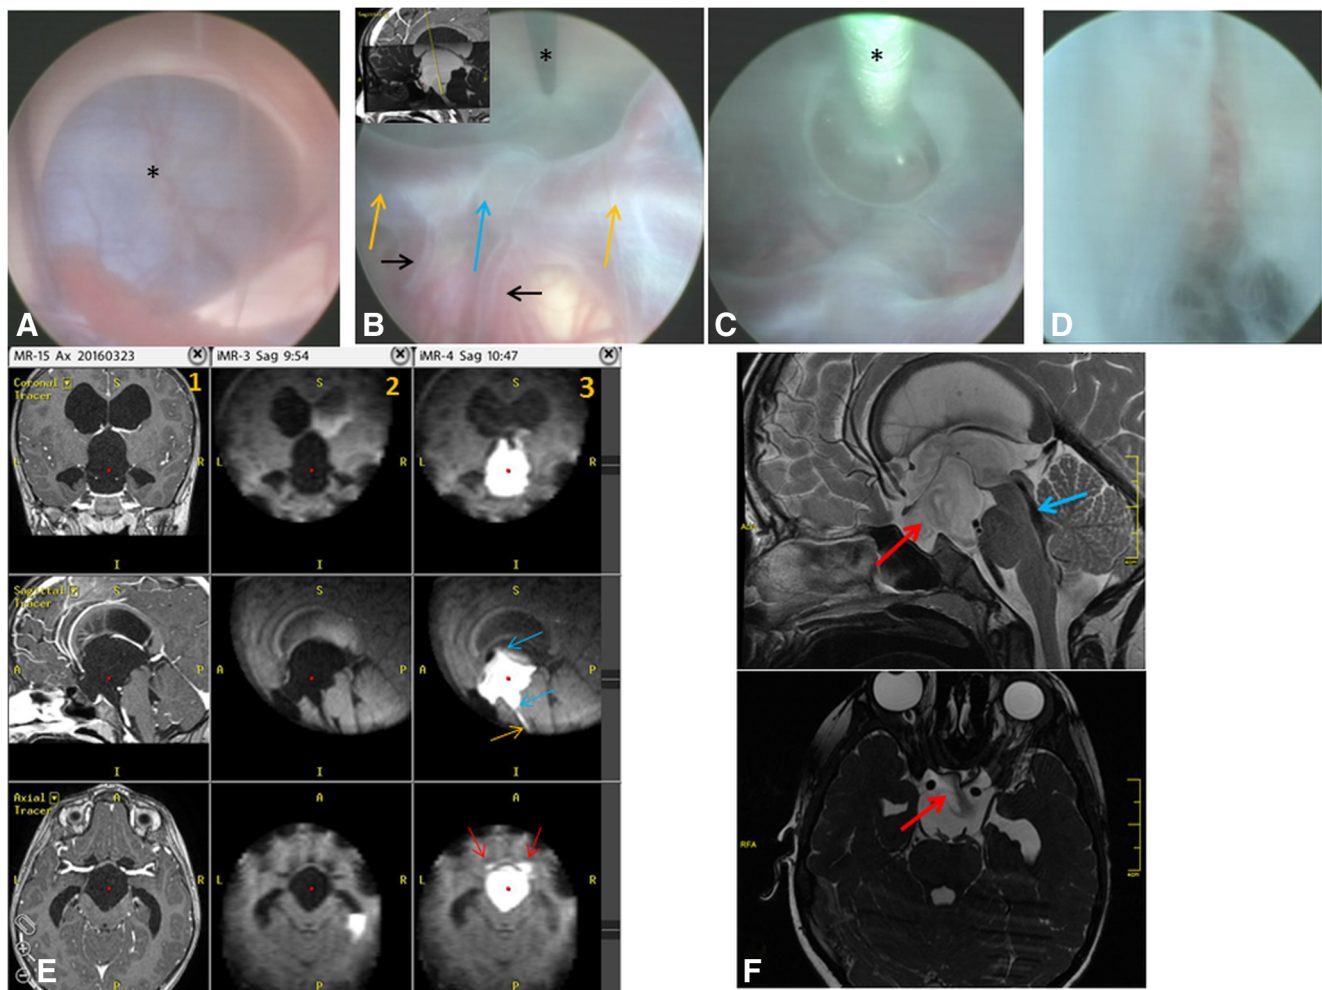 *
*
*
A
B
C
D
MR-15 Ax 20160323
iMR-3 Sag 9:54
iMR-4 Sag 10:47
Coronal
Tracer
S
1
S
2
S
3
L
R
L
R
L
R
I
I
I
Sagittal
Tracer
S
S
S
A
P
A
P
A
P
I
I
I
Axial
Tracer
A
A
A
L
R
L
R
L
R
E
P
P
P
RFA
F